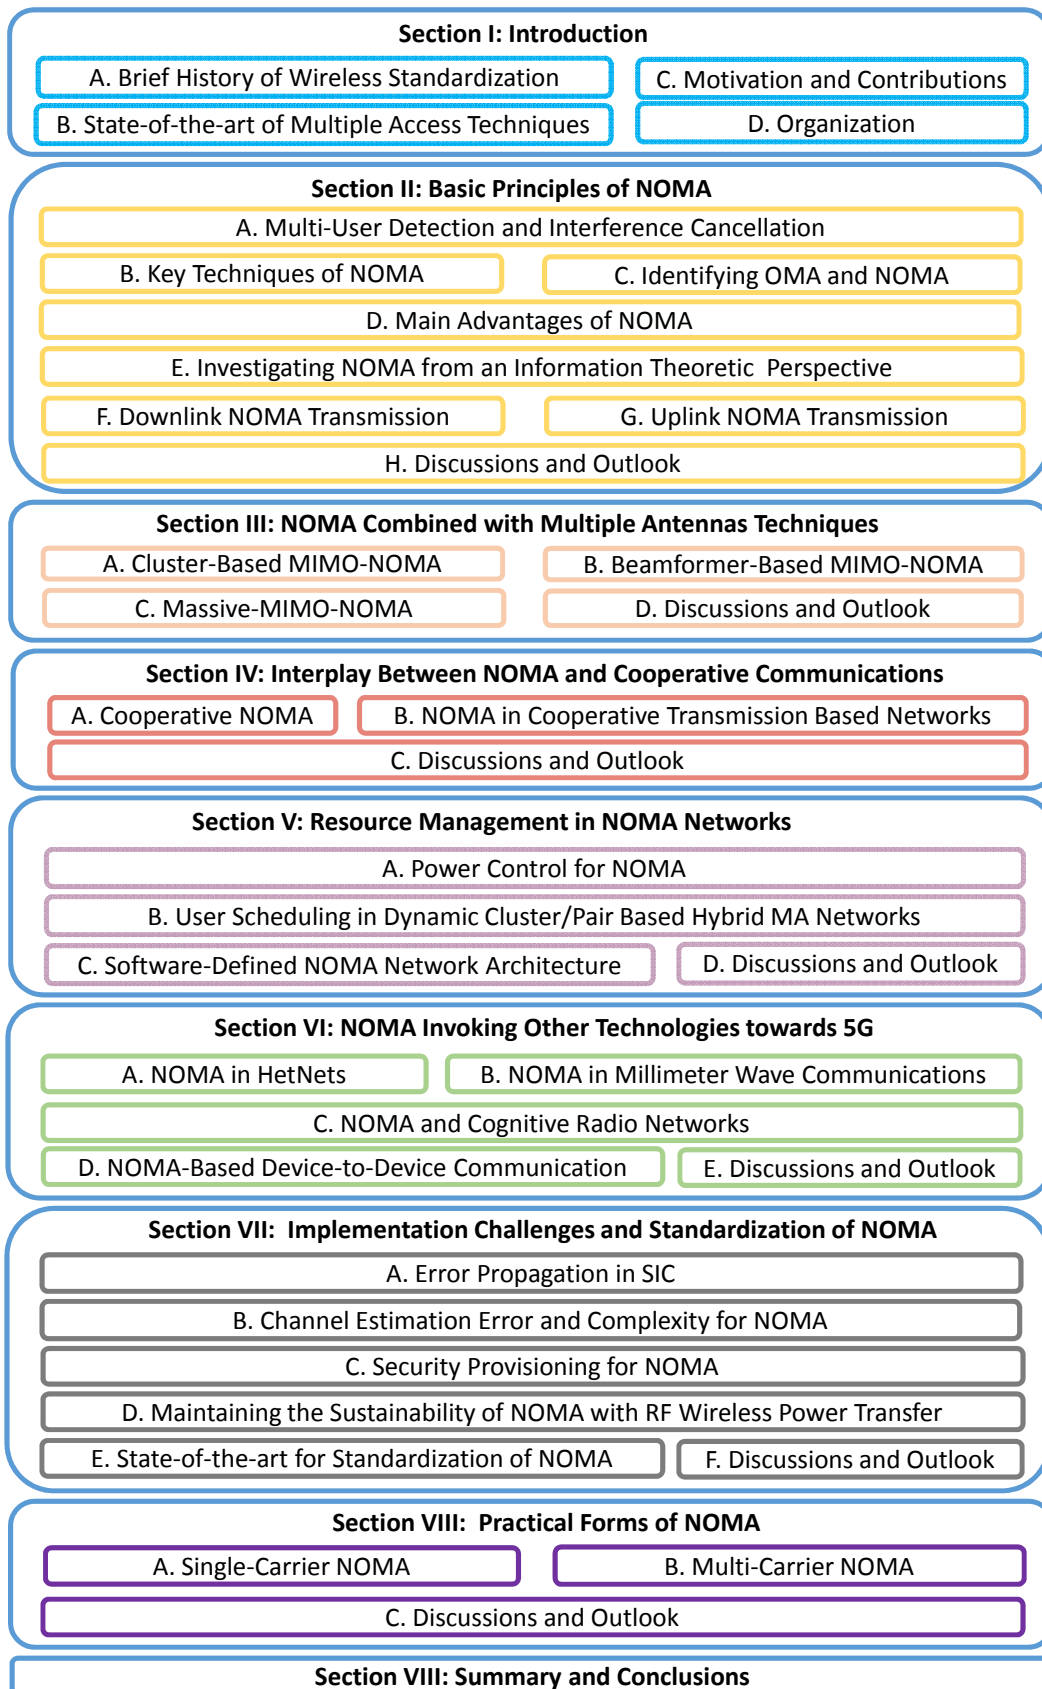 Section I: Introduction
A. Brief History of Wireless Standardization
C. Motivation and Contributions
B. State-of-the-art of Multiple Access Techniques
D. Organization
Section II: Basic Principles of NOMA
A. Multi-User Detection and Interference Cancellation
B. Key Techniques of NOMA
C. Identifying OMA and NOMA
D. Main Advantages of NOMA
E. Investigating NOMA from an Information Theoretic Perspective
F. Downlink NOMA Transmission
G. Uplink NOMA Transmission
H. Discussions and Outlook
Section III: NOMA Combined with Multiple Antennas Techniques
A. Cluster-Based MIMO-NOMA
B. Beamformer-Based MIMO-NOMA
C. Massive-MIMO-NOMA
D. Discussions and Outlook
Section IV: Interplay Between NOMA and Cooperative Communications
A. Cooperative NOMA
B. NOMA in Cooperative Transmission Based Networks
C. Discussions and Outlook
Section V: Resource Management in NOMA Networks
A. Power Control for NOMA
B. User Scheduling in Dynamic Cluster/Pair Based Hybrid MA Networks
C. Software-Defined NOMA Network Architecture
D. Discussions and Outlook
Section VI: NOMA Invoking Other Technologies towards 5G
A. NOMA in HetNets
B. NOMA in Millimeter Wave Communications
C. NOMA and Cognitive Radio Networks
D. NOMA-Based Device-to-Device Communication
E. Discussions and Outlook
Section VII: Implementation Challenges and Standardization of NOMA
A. Error Propagation in SIC
B. Channel Estimation Error and Complexity for NOMA
C. Security Provisioning for NOMA
D. Maintaining the Sustainability of NOMA with RF Wireless Power Transfer
E. State-of-the-art for Standardization of NOMA
F. Discussions and Outlook
Section VIII: Practical Forms of NOMA
A. Single-Carrier NOMA
B. Multi-Carrier NOMA
C. Discussions and Outlook
Section VIII: Summary and Conclusions